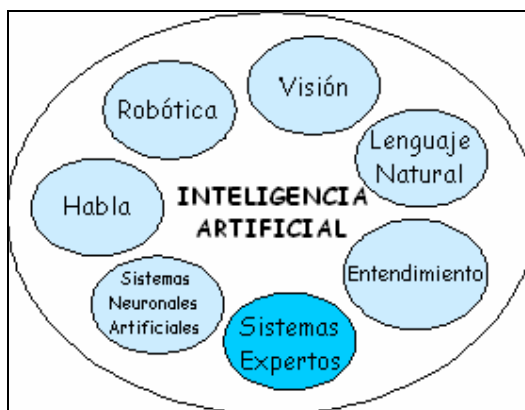 Visión
Robótica
Lenguaje
Natural
Habla
INTELIGENCIA
ARTIFICIAL
Entendimiento
Sistemas
Neuronales
Artificiales
Sistemas
Expertos